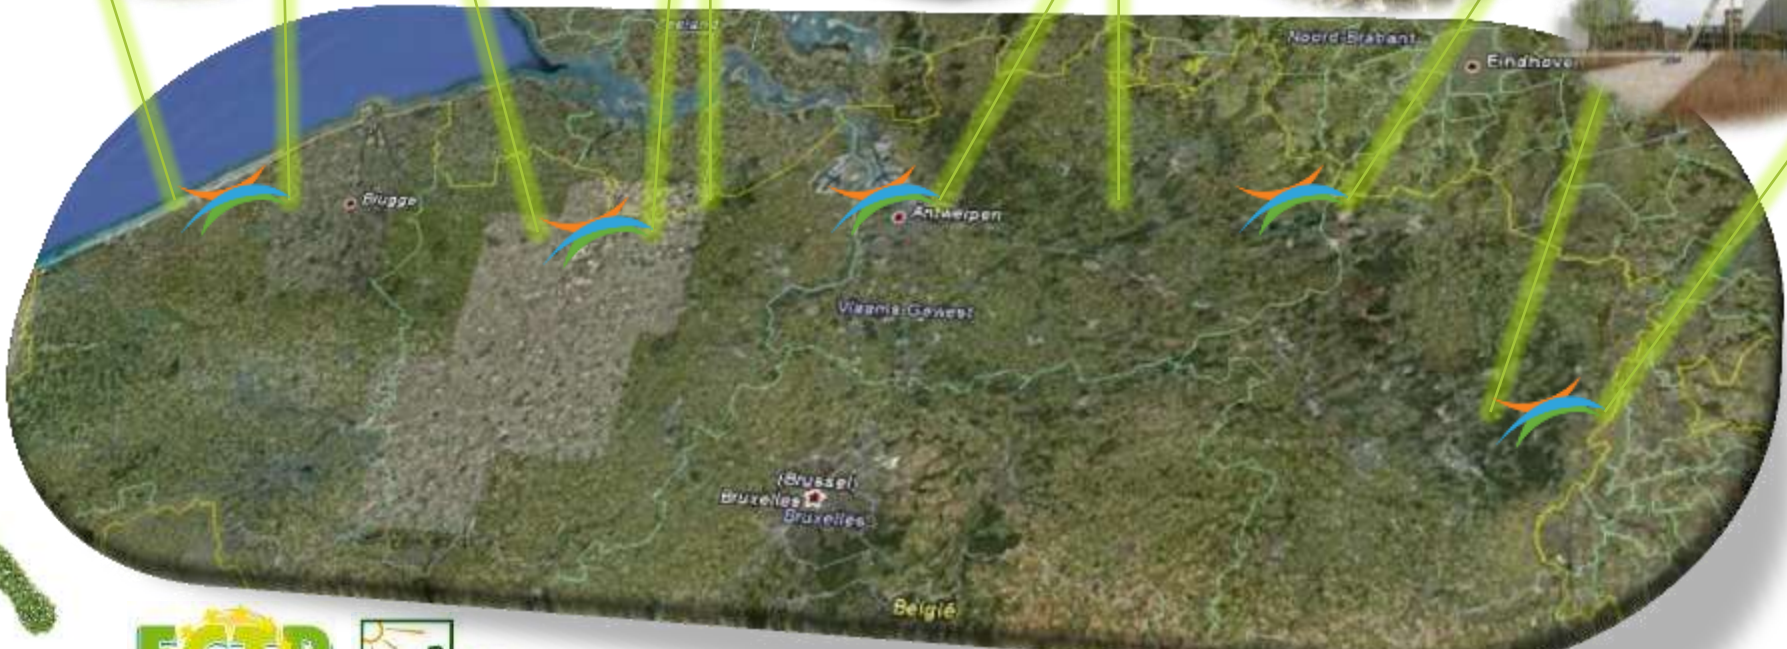 Noord-Brabant
Eindhoven
Brugge
Antwerpen
Vlaams Gewest
(Brussel)
Bruxelles
Bruxelles
België